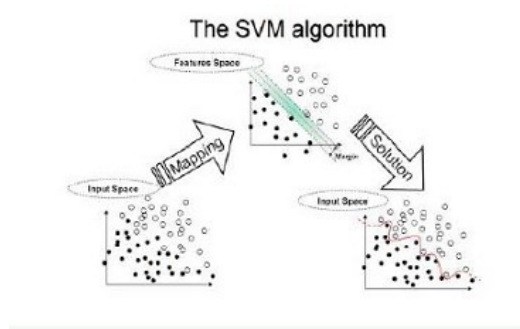 The SVM algorithm
Features Space
Mapping
Margin
Solution
Input Space
Input Space